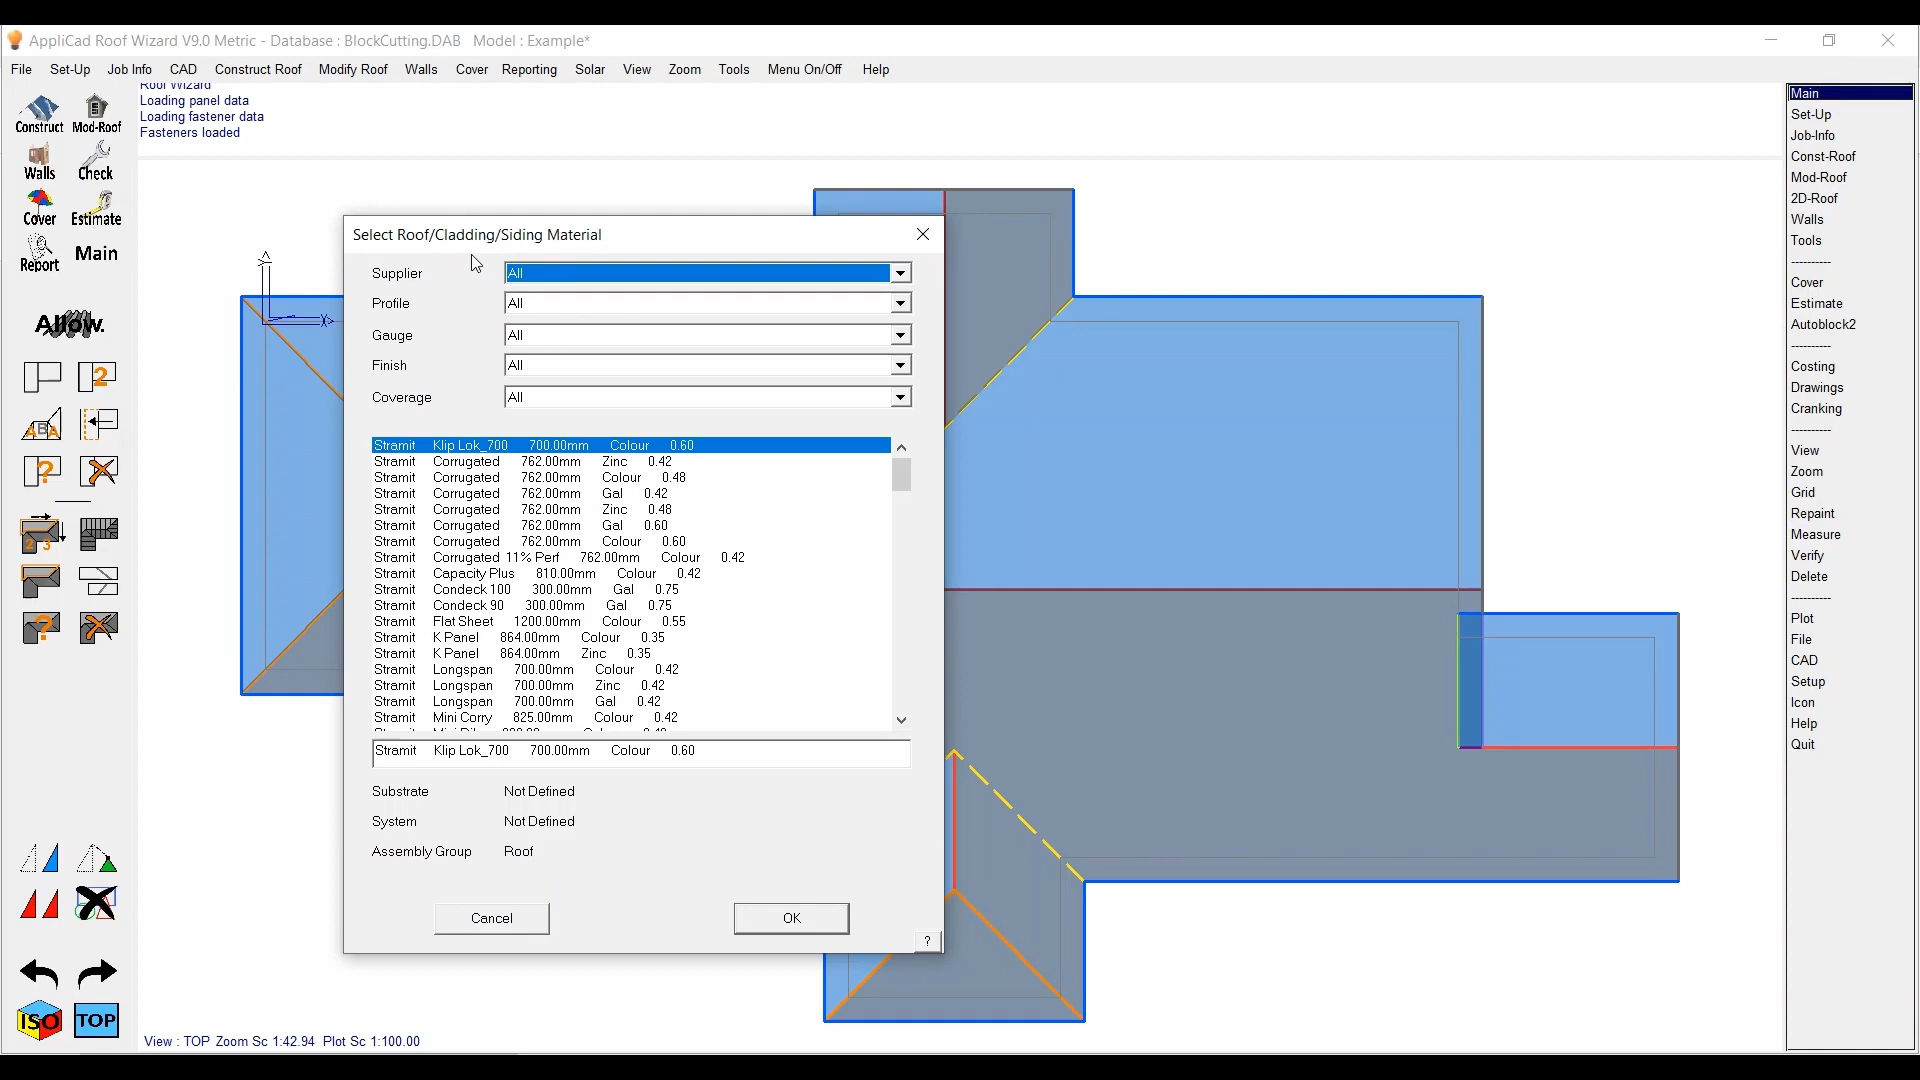 AppliCad Roof Wizard V9.0 Metric - Database : BlockCutting.DAB   Model : Example*
File Set-Up Job Info CAD Construct Roof Modify Roof Walls Cover Reporting Solar View Zoom Tools Menu On/Off Help
Roof Wizard
Loading panel data
Loading fastener data
Fasteners loaded
Construct Mod-Roof
Walls Check
Cover Estimate
Report Main
Allow.
2
ABA
?
2 3
?
ISO TOP
Y
X
Select Roof/Cladding/Siding Material
Supplier All
Profile All
Gauge All
Finish All
Coverage All
Stramit Klip Lok_700 700.00mm Colour 0.60
Stramit Corrugated 762.00mm Zinc 0.42
Stramit Corrugated 762.00mm Colour 0.48
Stramit Corrugated 762.00mm Gal 0.42
Stramit Corrugated 762.00mm Zinc 0.48
Stramit Corrugated 762.00mm Gal 0.60
Stramit Corrugated 762.00mm Colour 0.60
Stramit Corrugated 11% Perf 762.00mm Colour 0.42
Stramit Capacity Plus 810.00mm Colour 0.42
Stramit Condeck 100 300.00mm Gal 0.75
Stramit Condeck 90 300.00mm Gal 0.75
Stramit Flat Sheet 1200.00mm Colour 0.55
Stramit K Panel 864.00mm Colour 0.35
Stramit K Panel 864.00mm Zinc 0.35
Stramit Longspan 700.00mm Colour 0.42
Stramit Longspan 700.00mm Zinc 0.42
Stramit Longspan 700.00mm Gal 0.42
Stramit Mini Corry 825.00mm Colour 0.42
Stramit Klip Lok_700 700.00mm Colour 0.60
Substrate Not Defined
System Not Defined
Assembly Group Roof
Cancel OK
?
View : TOP Zoom Sc 1:42.94 Plot Sc 1:100.00
Main
Set-Up
Job-Info
Const-Roof
Mod-Roof
2D-Roof
Walls
Tools
----------
Cover
Estimate
Autoblock2
----------
Costing
Drawings
Cranking
----------
View
Zoom
Grid
Repaint
Measure
Verify
Delete
----------
Plot
File
CAD
Setup
Icon
Help
Quit